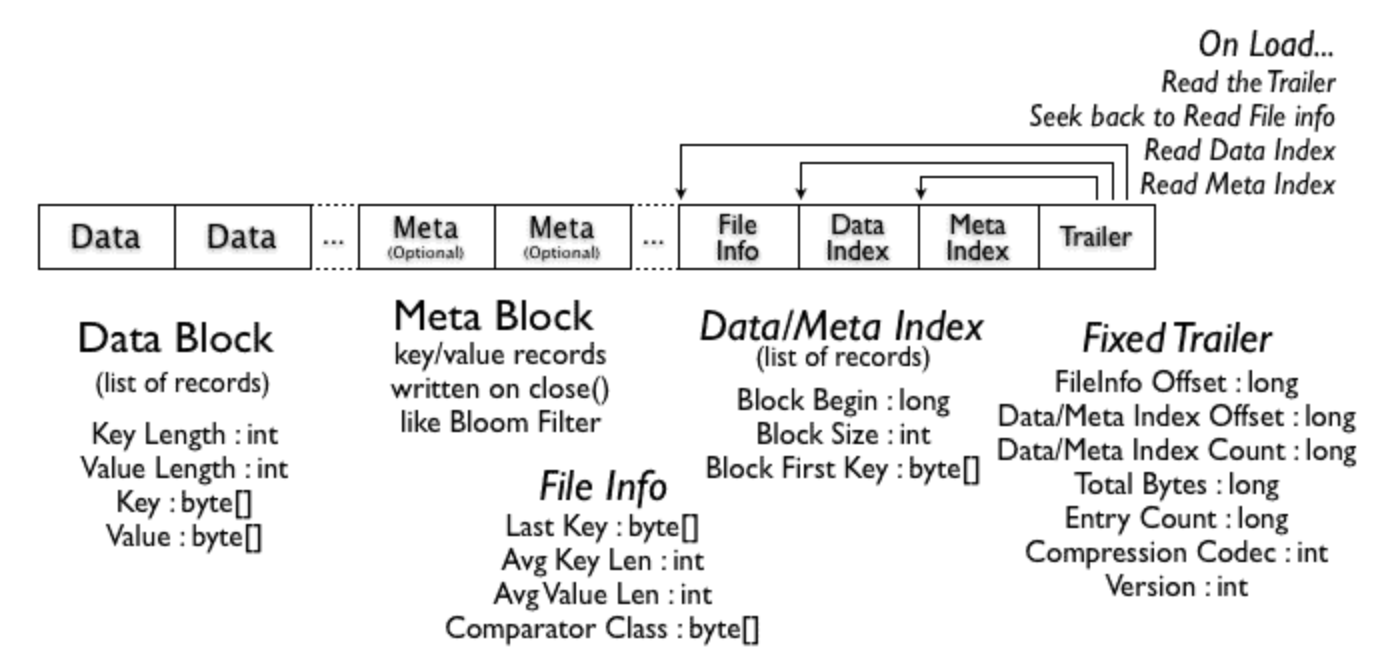 On Load...
Read the Trailer
Seek back to Read File info
Read Data Index
Read Meta Index
Data
Data
...
Meta
(Optional)
Meta
(Optional)
...
File
Info
Data
Index
Meta
Index
Trailer
Data Block
(list of records)
Key Length : int
Value Length : int
Key : byte[]
Value : byte[]
Meta Block
key/value records
written on close()
like Bloom Filter
File Info
Last Key : byte[]
Avg Key Len : int
Avg Value Len : int
Comparator Class : byte[]
Data/Meta Index
(list of records)
Block Begin : long
Block Size : int
Block First Key : byte[]
Fixed Trailer
FileInfo Offset : long
Data/Meta Index Offset : long
Data/Meta Index Count : long
Total Bytes : long
Entry Count : long
Compression Codec : int
Version : int